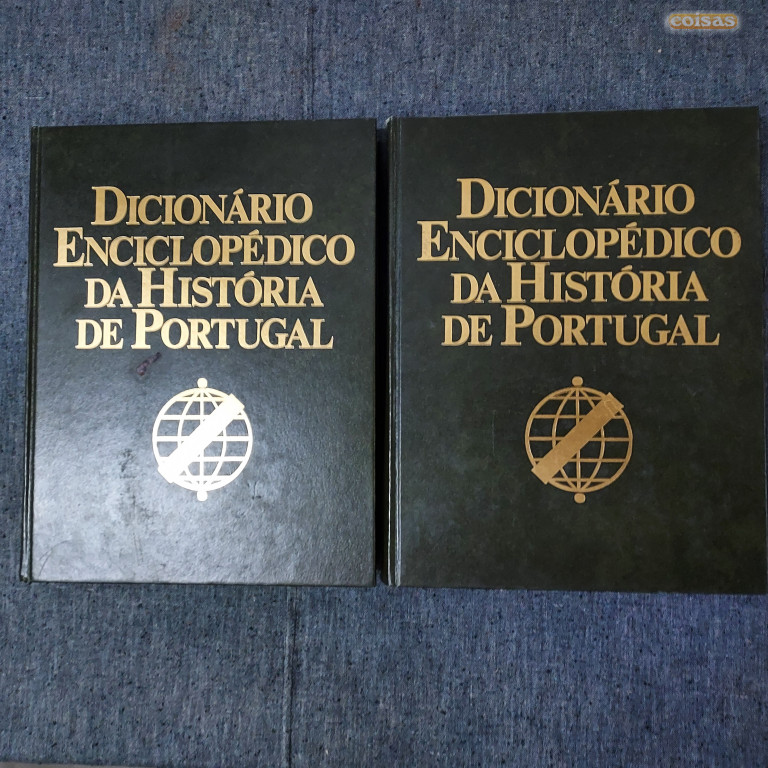 coisas
DICIONÁRIO
ENCICLOPÉDICO
DA HISTÓRIA
DE PORTUGAL
DICIONÁRIO
ENCICLOPÉDICO
DA HISTÓRIA
DE PORTUGAL